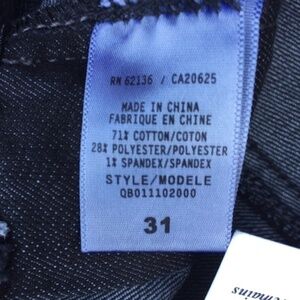 RN 62136 / CA20625
MADE IN CHINA
FABRIQUE EN CHINE
71% COTTON/COTON
28% POLYESTER/POLYESTER
1% SPANDEX/SPANDEX
STYLE/MODELE
QB011102000
31
remains